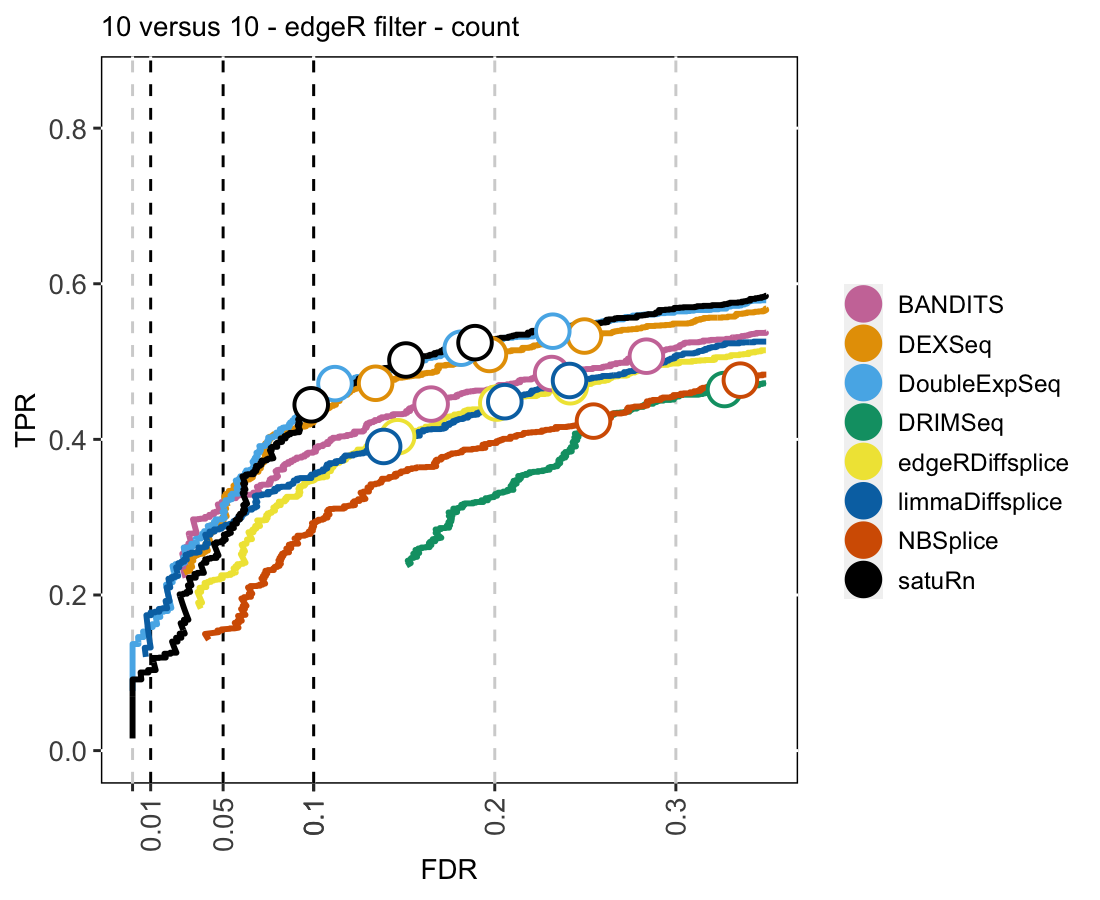 10 versus 10 - edgeR filter - count
TPR
0.8
0.6
0.4
0.2
0.0
0.01
0.05
0.1
0.2
0.3
FDR
BANDITS
DEXSeq
DoubleExpSeq
DRIMSeq
edgeRDiffsplice
limmaDiffsplice
NBSplice
satuRn